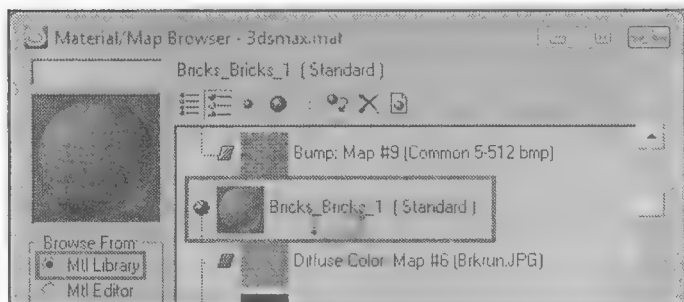 Material/Map Browser - 3dsmax.mat
Bricks_Bricks_1 ( Standard )
Bump: Map #9 (Common 5-512 bmp)
Bricks_Bricks_1 ( Standard )
Browse From:
Mtl Library
Diffuse Color: Map #6 (Brkrun.JPG)
Mtl Editor